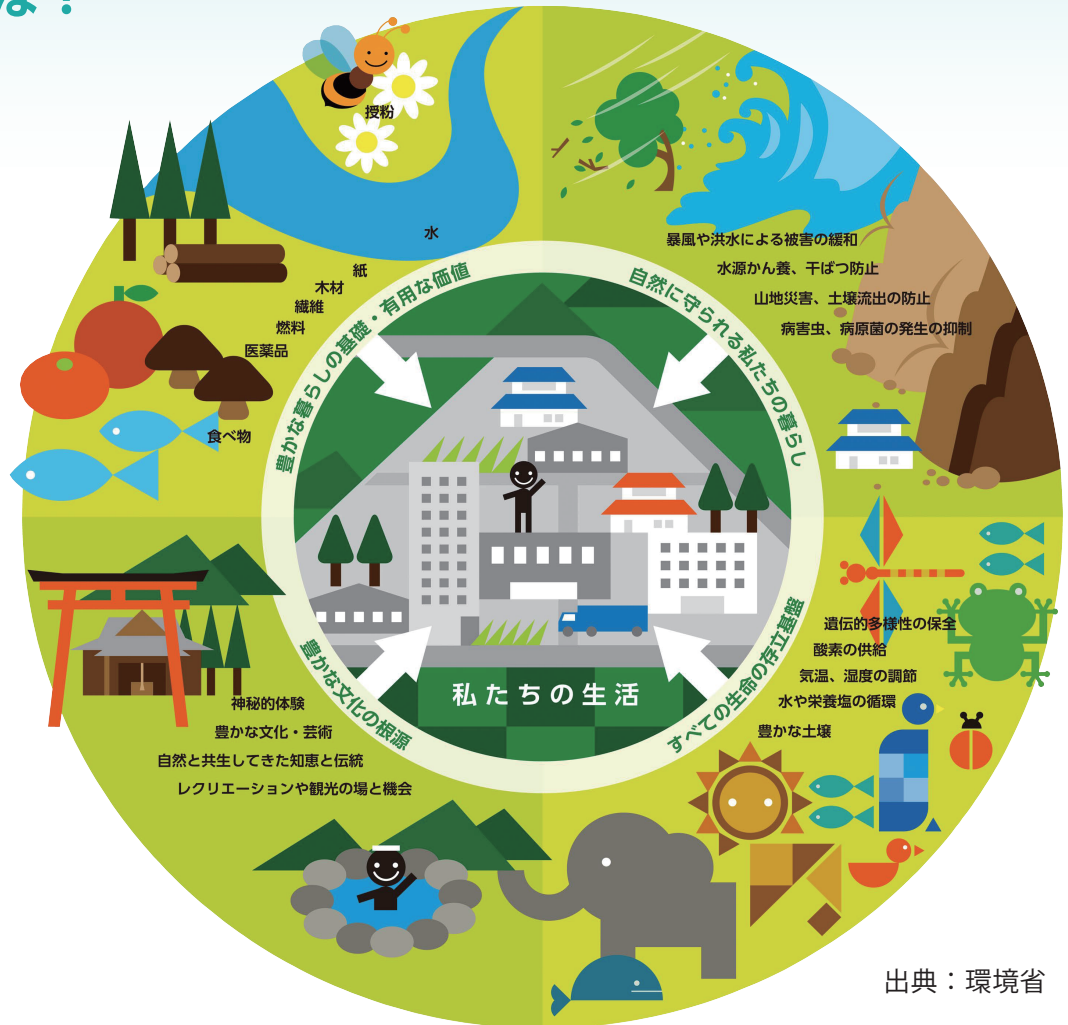 な！
授粉
水
紙
木材
繊維
燃料
医薬品
食べ物
豊かな暮らしの基礎・有用な価値
自然に守られる私たちの暮らし
暴風や洪水による被害の緩和
水源かん養、干ばつ防止
山地災害、土壌流出の防止
病害虫、病原菌の発生の抑制
豊かな文化の根源
神秘的体験
豊かな文化・芸術
自然と共生してきた知恵と伝統
レクリエーションや観光の場と機会
私たちの生活
すべての生命の存立基盤
遺伝的多様性の保全
酸素の供給
気温、湿度の調節
水や栄養塩の循環
豊かな土壌
出典：環境省